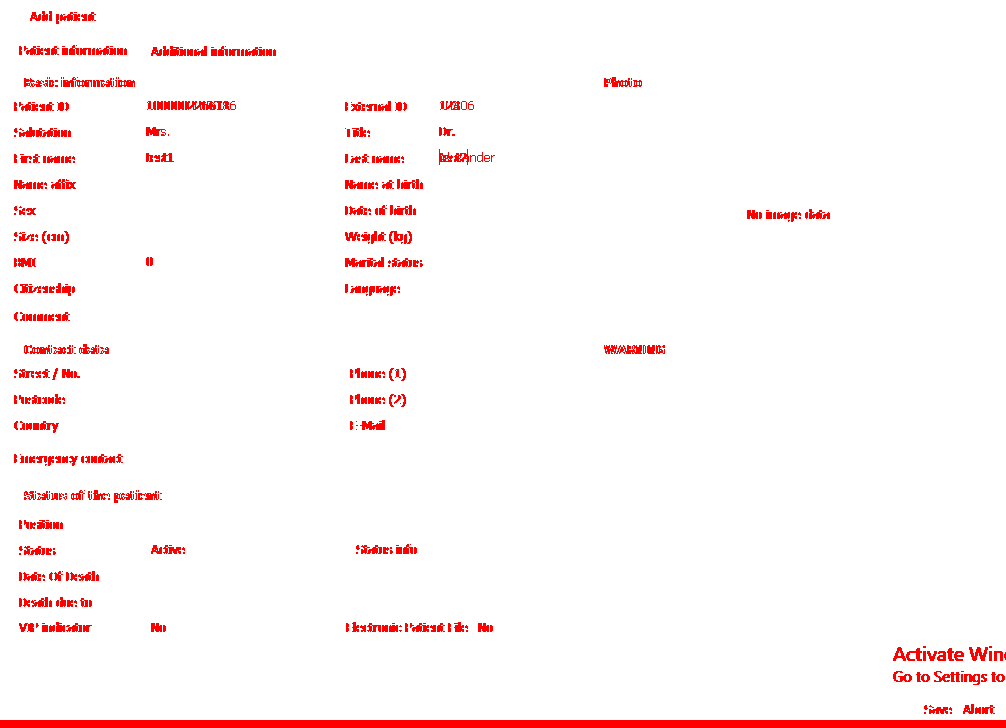 Add patient
Patient information Additional information
Basic information Photo
Patient ID External ID
Salutation Mrs. Title Dr.
First name test1 Last name
Name affix Name at birth
Sex Date of birth
No image data
Size (cm) Weight (kg)
BMI 0 Marital status
Citizenship Language
Comment
Contact data WARNING
Street / No. Phone (1)
Postcode Phone (2)
Country E-Mail
Emergency contact
Status of the patient
Position
Status Active Status info
Date Of Death
Death due to
VIP indicator No Electronic Patient File No
Activate Win
Go to Settings to
Save Abort